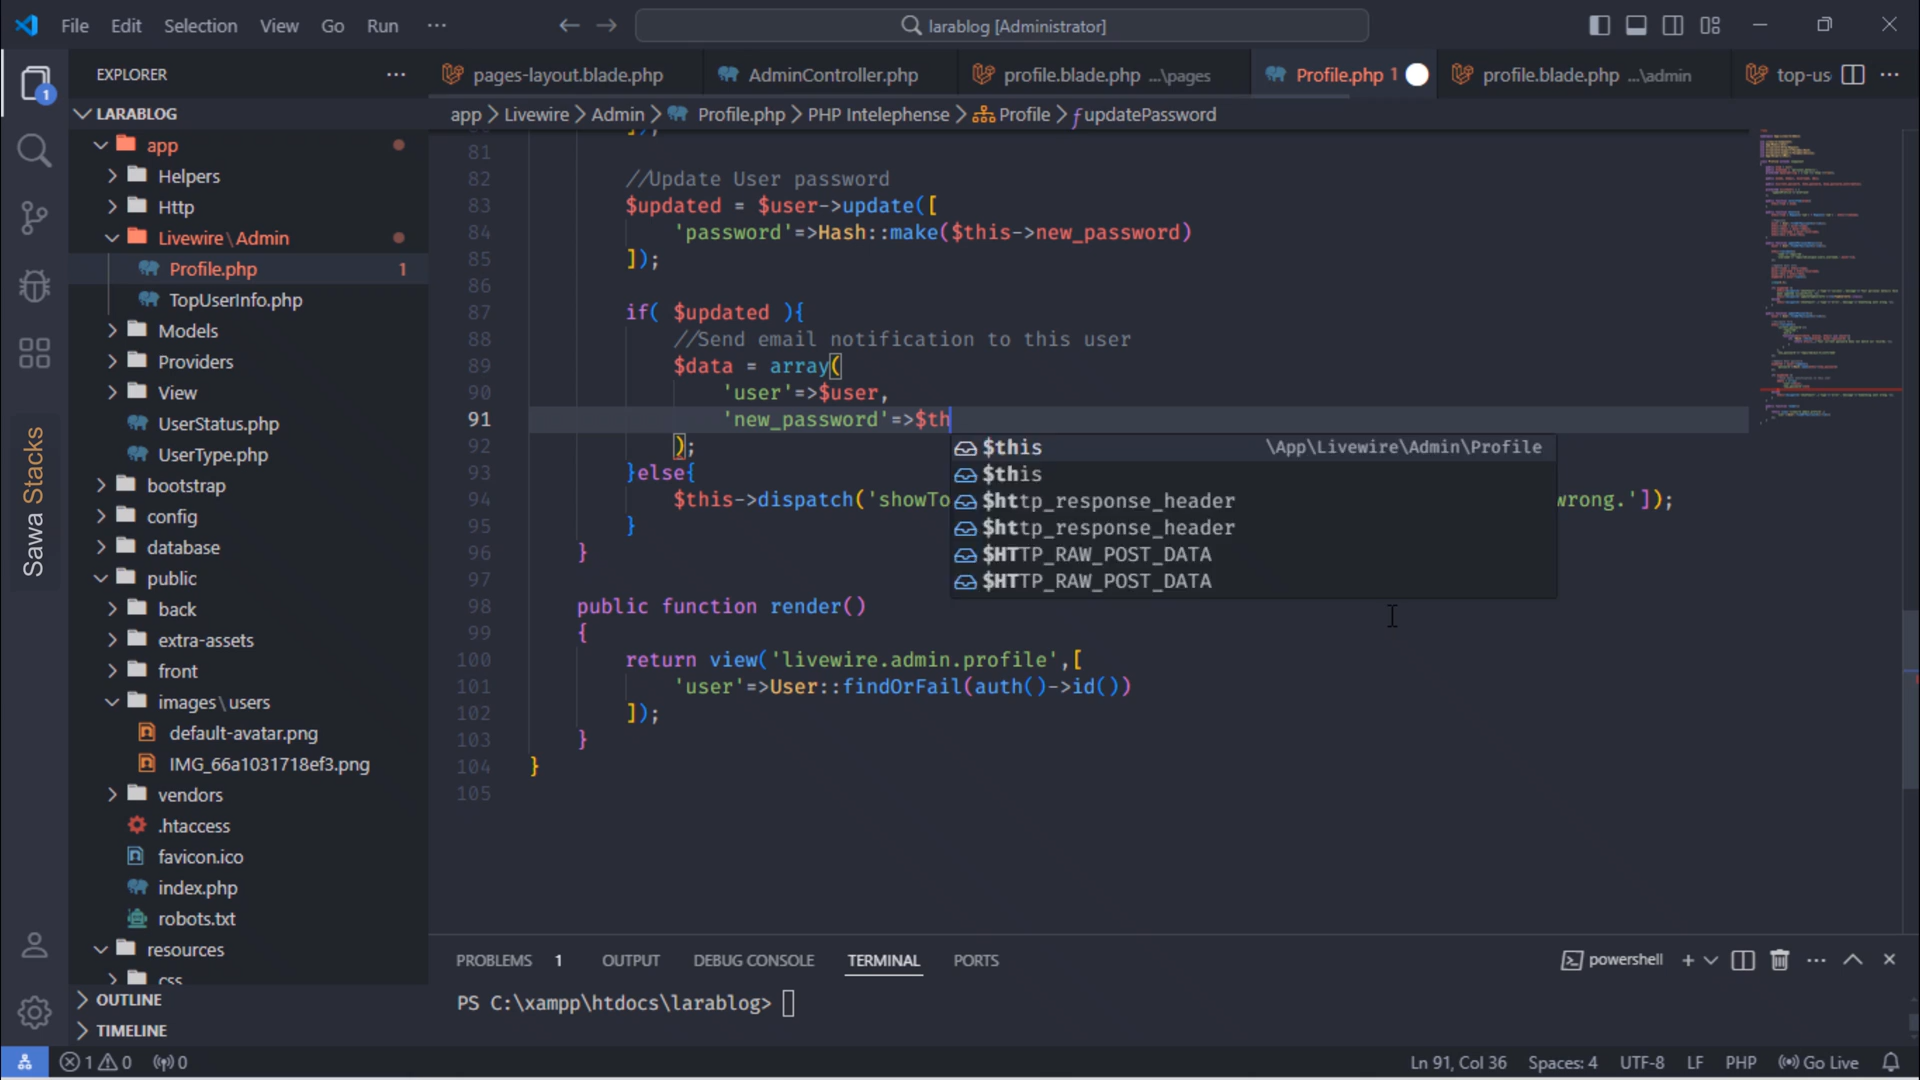 File Edit Selection View Go Run ···
larablog [Administrator]
EXPLORER
LARABLOG
app
Helpers
Http
Livewire\Admin
Profile.php 1
TopUserInfo.php
Models
Providers
View
UserStatus.php
UserType.php
bootstrap
config
database
public
back
extra-assets
front
images\users
default-avatar.png
IMG_66a1031718ef3.png
vendors
.htaccess
favicon.ico
index.php
robots.txt
resources
css
OUTLINE
TIMELINE
1
Sawa Stacks
pages-layout.blade.php AdminController.php profile.blade.php ...\pages Profile.php 1 profile.blade.php ...\admin top-us
app > Livewire > Admin > Profile.php > PHP Intelephense > Profile > updatePassword
81
82 //Update User password
83 $updated = $user->update([
84 'password'=>Hash::make($this->new_password)
85 ]);
86
87 if( $updated ){
88 //Send email notification to this user
89 $data = array(
90 'user'=>$user,
91 'new_password'=>$th
92 );
93 }else{
94 $this->dispatch('showTo wrong.']);
95 }
96 }
97
98 public function render()
99 {
100 return view('livewire.admin.profile',[
101 'user'=>User::findOrFail(auth()->id())
102 ]);
103 }
104 }
105
$this \App\Livewire\Admin\Profile
$this
$http_response_header
$http_response_header
$HTTP_RAW_POST_DATA
$HTTP_RAW_POST_DATA
PROBLEMS 1 OUTPUT DEBUG CONSOLE TERMINAL PORTS
powershell
PS C:\xampp\htdocs\larablog>
1 0 0
Ln 91, Col 36 Spaces: 4 UTF-8 LF PHP Go Live